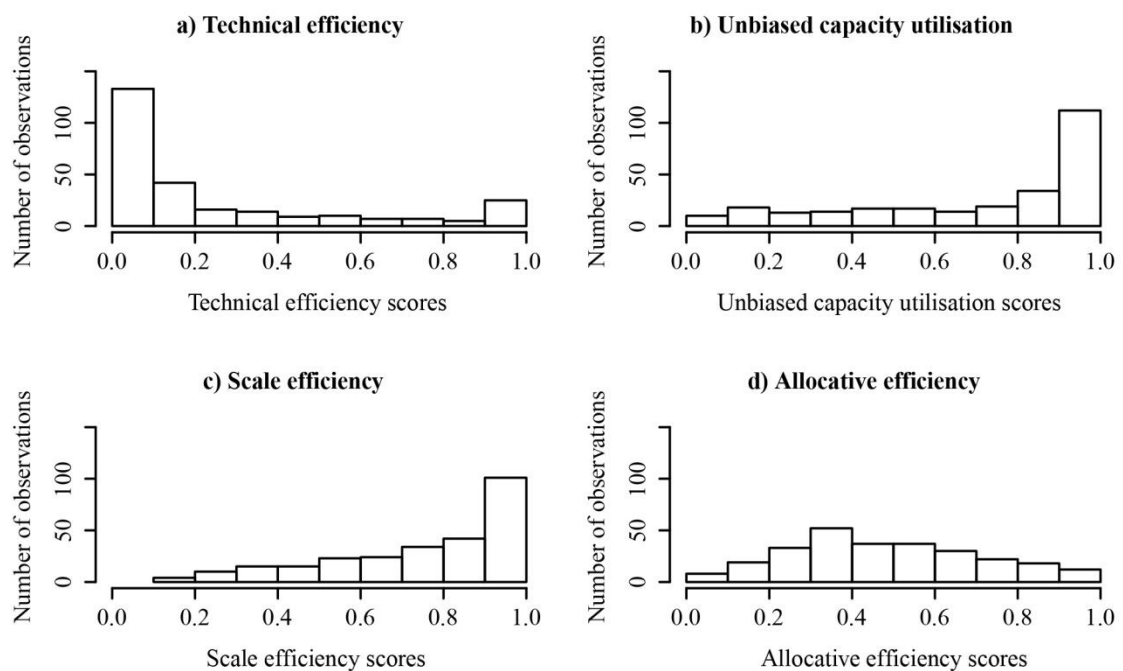 a) Technical efficiency
Number of observations
0 50 100
0.0 0.2 0.4 0.6 0.8 1.0
Technical efficiency scores
b) Unbiased capacity utilisation
Number of observations
0 50 100
0.0 0.2 0.4 0.6 0.8 1.0
Unbiased capacity utilisation scores
c) Scale efficiency
Number of observations
0 50 100
0.0 0.2 0.4 0.6 0.8 1.0
Scale efficiency scores
d) Allocative efficiency
Number of observations
0 50 100
0.0 0.2 0.4 0.6 0.8 1.0
Allocative efficiency scores